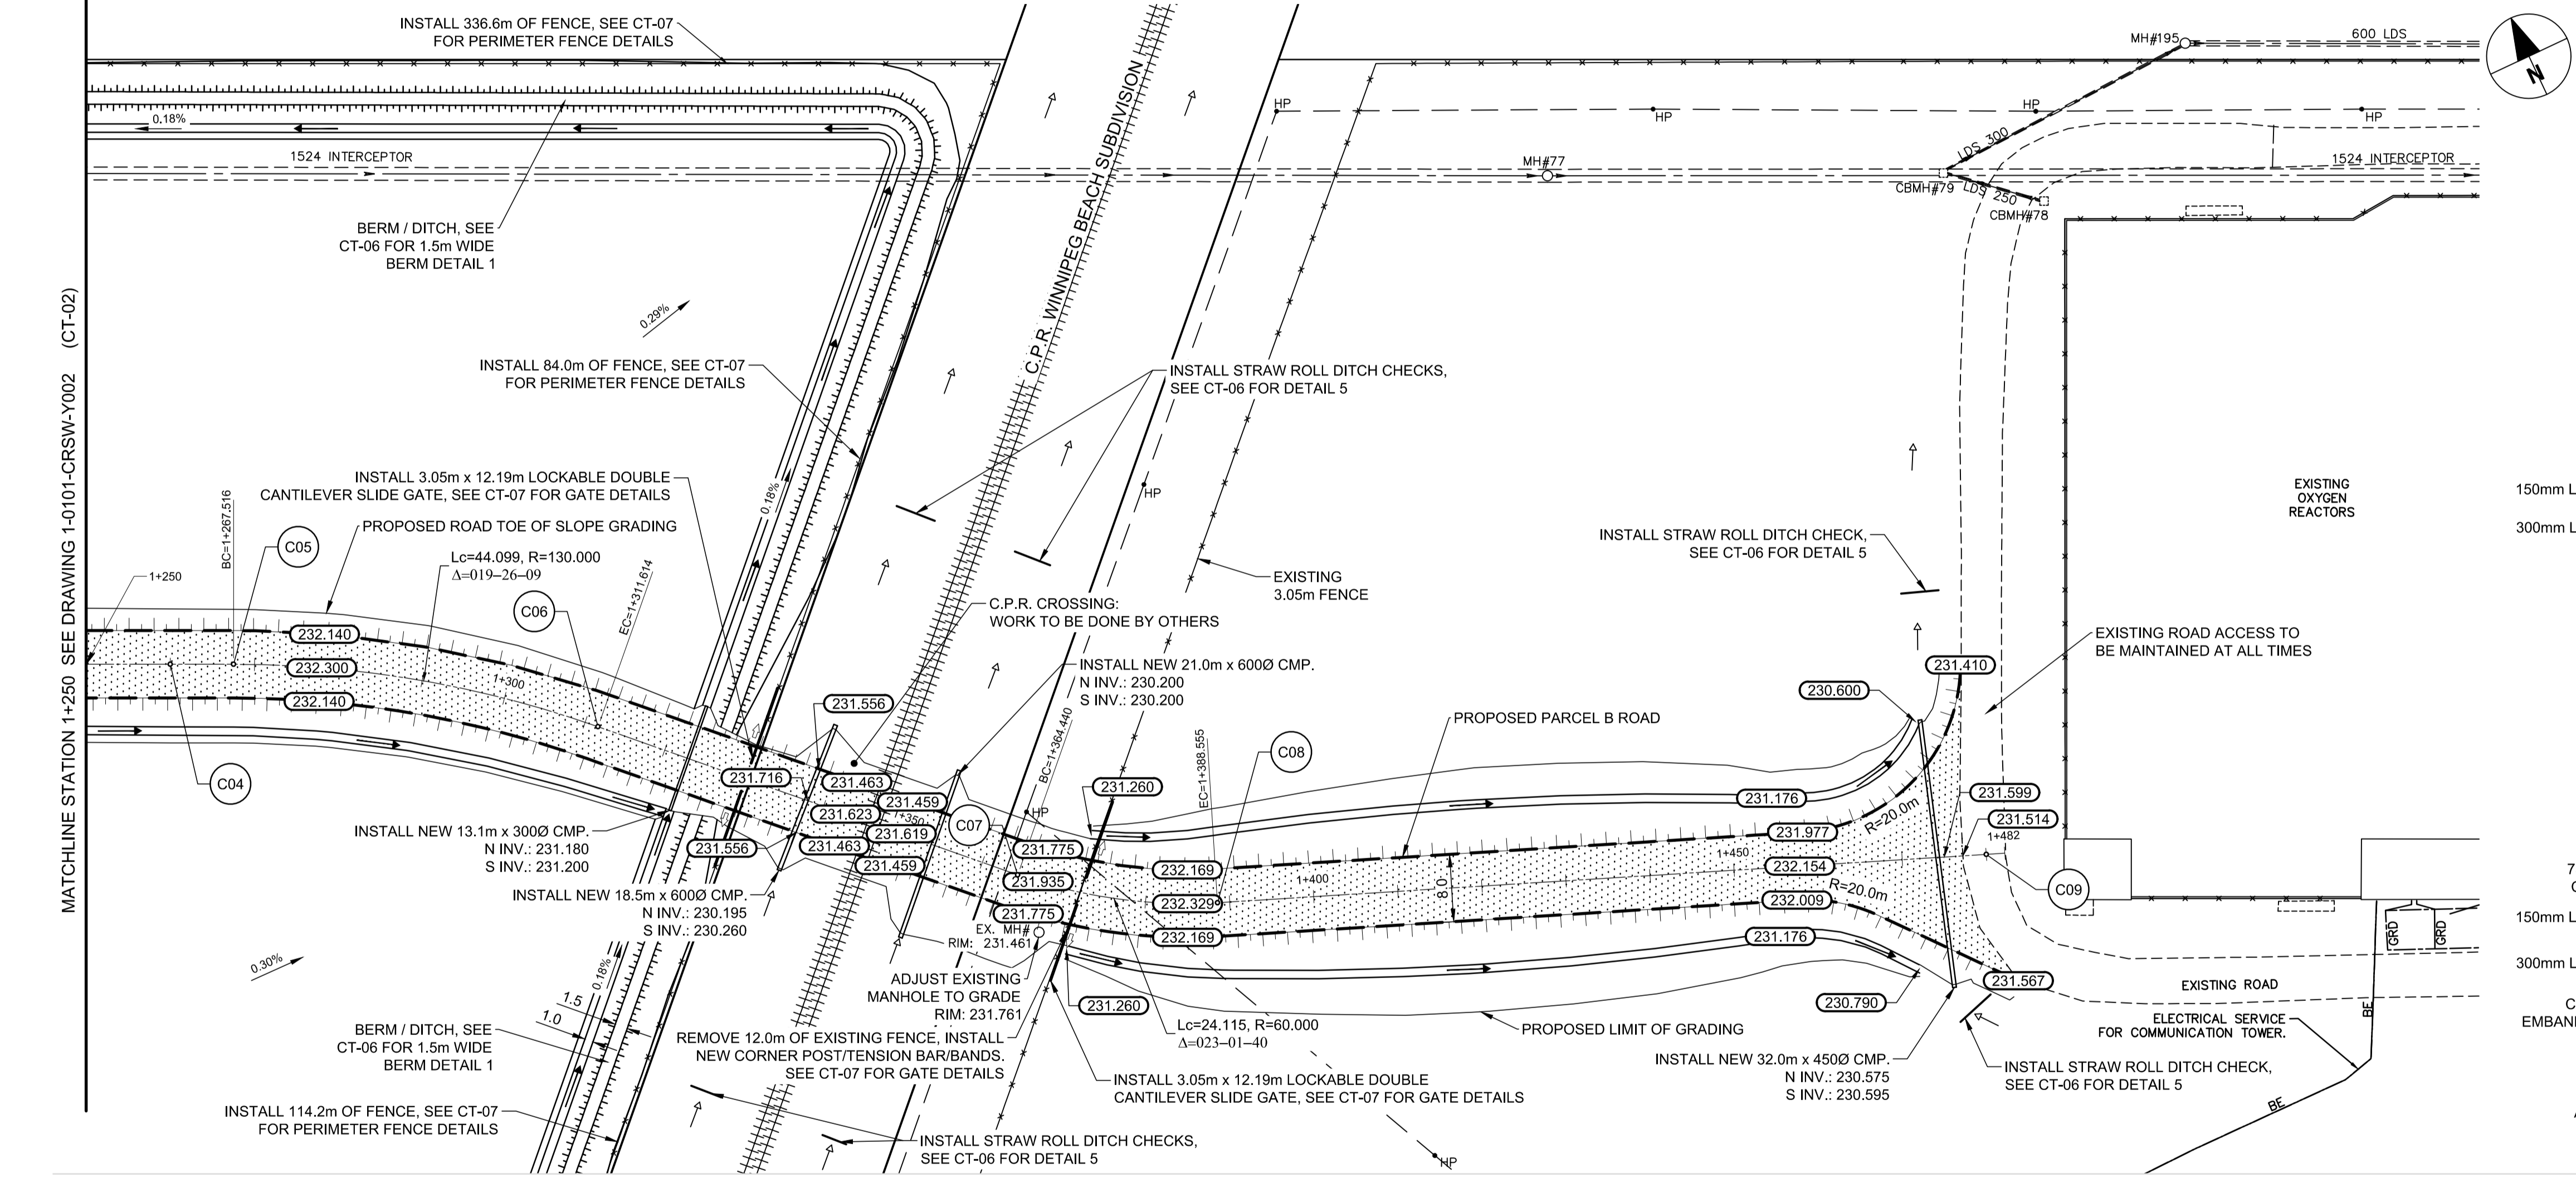 INSTALL 336.6m OF FENCE, SEE CT-07
FOR PERIMETER FENCE DETAILS
MH#195
600 LDS
N
HP
HP
HP
HP
0.18%
1524 INTERCEPTOR
MH#77
LDS 300
1524 INTERCEPTOR
CBMH#79
LDS 250
CBMH#78
C.P.R. WINNIPEG BEACH SUBDIVISION
BERM / DITCH, SEE
CT-06 FOR 1.5m WIDE
BERM DETAIL 1
MATCHLINE STATION 1+250 SEE DRAWING 1-0101-CRSW-Y002 (CT-02)
0.29%
INSTALL 84.0m OF FENCE, SEE CT-07
FOR PERIMETER FENCE DETAILS
INSTALL STRAW ROLL DITCH CHECKS,
SEE CT-06 FOR DETAIL 5
INSTALL 3.05m x 12.19m LOCKABLE DOUBLE
CANTILEVER SLIDE GATE, SEE CT-07 FOR GATE DETAILS
0.18%
HP
EXISTING
OXYGEN
REACTORS
150mm L
300mm L
BC=1+267.516
C05
PROPOSED ROAD TOE OF SLOPE GRADING
Lc=44.099, R=130.000
Δ=019–26–09
1+250
C06
EC=1+311.614
INSTALL STRAW ROLL DITCH CHECK,
SEE CT-06 FOR DETAIL 5
EXISTING
3.05m FENCE
C.P.R. CROSSING:
WORK TO BE DONE BY OTHERS
232.140
232.300
232.140
1+300
INSTALL NEW 21.0m x 600Ø CMP.
N INV.: 230.200
S INV.: 230.200
EXISTING ROAD ACCESS TO
BE MAINTAINED AT ALL TIMES
231.410
230.600
231.556
BC=1+364.440
EC=1+388.555
C08
PROPOSED PARCEL B ROAD
C04
231.716
231.463
231.459
231.623
1+350
231.619
231.463
231.459
231.556
C07
HP
231.260
231.775
231.935
231.775
232.169
232.329
232.169
1+400
8.0
1+450
231.176
231.977
R=20.0m
232.154
R=20.0m
232.009
231.176
231.599
231.514
1+482
C09
INSTALL NEW 13.1m x 300Ø CMP.
N INV.: 231.180
S INV.: 231.200
INSTALL NEW 18.5m x 600Ø CMP.
N INV.: 230.195
S INV.: 230.260
EX. MH#
RIM: 231.461
ADJUST EXISTING
MANHOLE TO GRADE
RIM: 231.761
0.30%
0.18%
1.5
1.0
231.260
REMOVE 12.0m OF EXISTING FENCE, INSTALL
NEW CORNER POST/TENSION BAR/BANDS.
SEE CT-07 FOR GATE DETAILS
Lc=24.115, R=60.000
Δ=023–01–40
PROPOSED LIMIT OF GRADING
230.790
231.567
EXISTING ROAD
GRD
GRD
150mm L
300mm L
BE
ELECTRICAL SERVICE
FOR COMMUNICATION TOWER.
EMBAN
BERM / DITCH, SEE
CT-06 FOR 1.5m WIDE
BERM DETAIL 1
INSTALL NEW 32.0m x 450Ø CMP.
N INV.: 230.575
S INV.: 230.595
INSTALL STRAW ROLL DITCH CHECK,
SEE CT-06 FOR DETAIL 5
INSTALL 3.05m x 12.19m LOCKABLE DOUBLE
CANTILEVER SLIDE GATE, SEE CT-07 FOR GATE DETAILS
BE
INSTALL 114.2m OF FENCE, SEE CT-07
FOR PERIMETER FENCE DETAILS
INSTALL STRAW ROLL DITCH CHECKS,
SEE CT-06 FOR DETAIL 5
HP